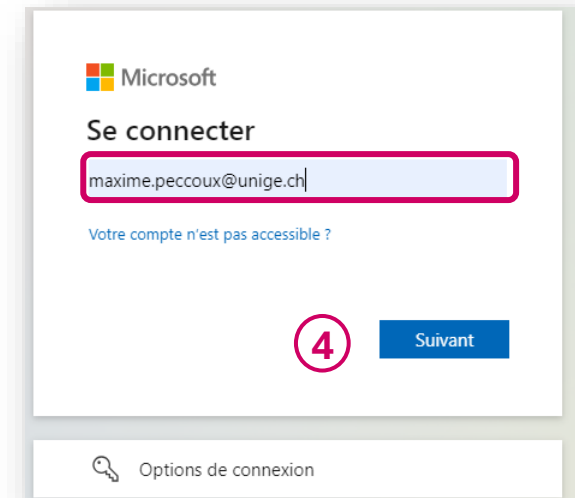 Microsoft
Se connecter
maxime.peccoux@unige.ch
Votre compte n'est pas accessible ?
4
Suivant
Options de connexion